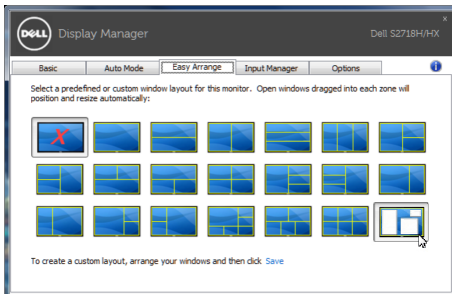 DELL Display Manager
Dell S2718H/HX
x
Basic Auto Mode Easy Arrange Input Manager Options i
Select a predefined or custom window layout for this monitor. Open windows dragged into each zone will
position and resize automatically:
X
To create a custom layout, arrange your windows and then click Save